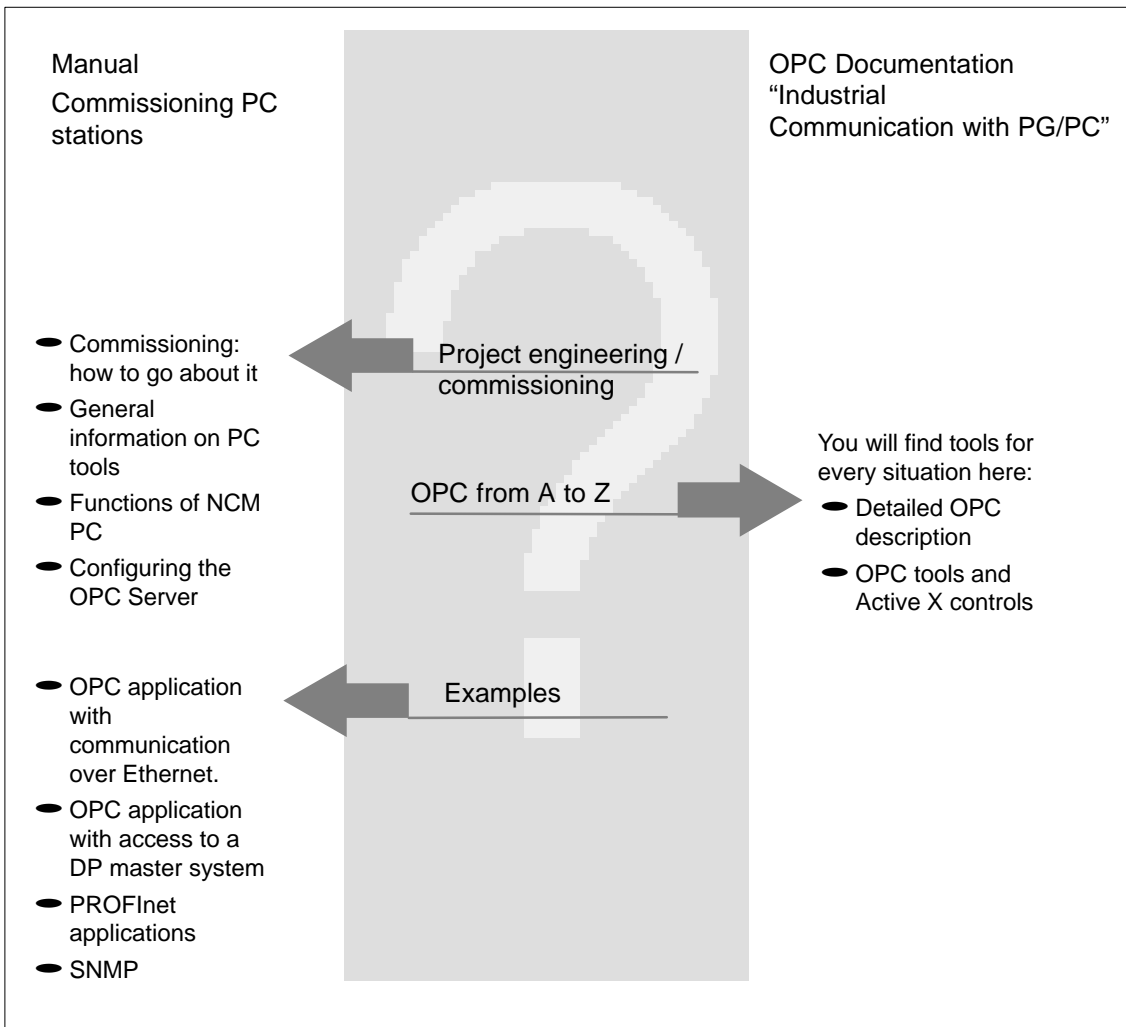 Manual
Commissioning PC
stations
OPC Documentation
“Industrial
Communication with PG/PC”
Commissioning:
how to go about it
General
information on PC
tools
Functions of NCM
PC
Configuring the
OPC Server
Project engineering /
commissioning
OPC from A to Z
You will find tools for
every situation here:
Detailed OPC
description
OPC tools and
Active X controls
Examples
OPC application
with
communication
over Ethernet.
OPC application
with access to a
DP master system
PROFInet
applications
SNMP